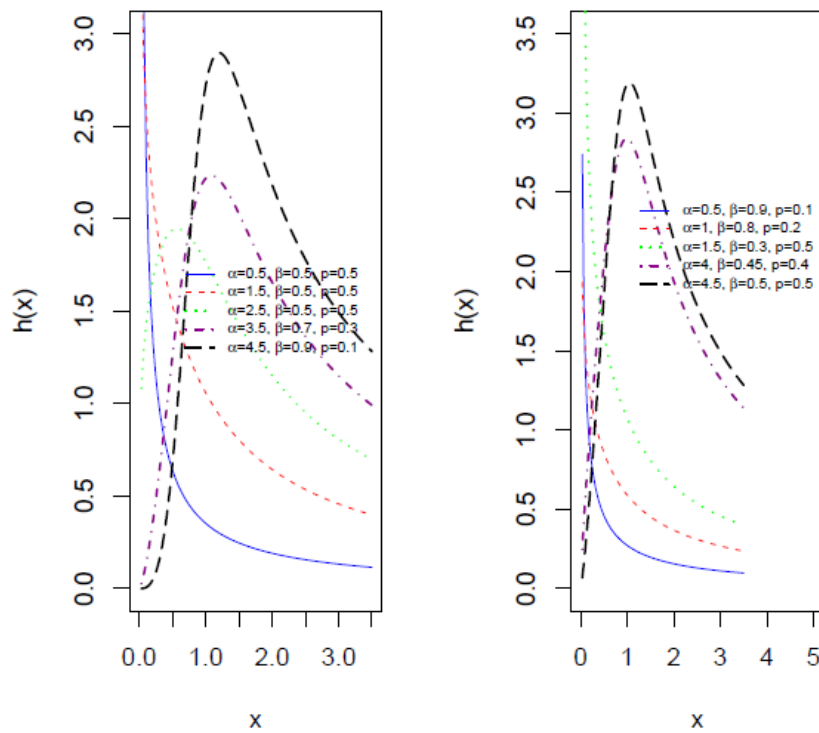 h(x)
3.0
2.5
2.0
1.5
1.0
0.5
0.0
α=0.5, β=0.5, p=0.5
α=1.5, β=0.5, p=0.5
α=2.5, β=0.5, p=0.5
α=3.5, β=0.7, p=0.3
α=4.5, β=0.9, p=0.1
0.0 1.0 2.0 3.0
x
h(x)
3.5
3.0
2.5
2.0
1.5
1.0
0.5
0.0
α=0.5, β=0.9, p=0.1
α=1, β=0.8, p=0.2
α=1.5, β=0.3, p=0.5
α=4, β=0.45, p=0.4
α=4.5, β=0.5, p=0.5
0 1 2 3 4 5
x